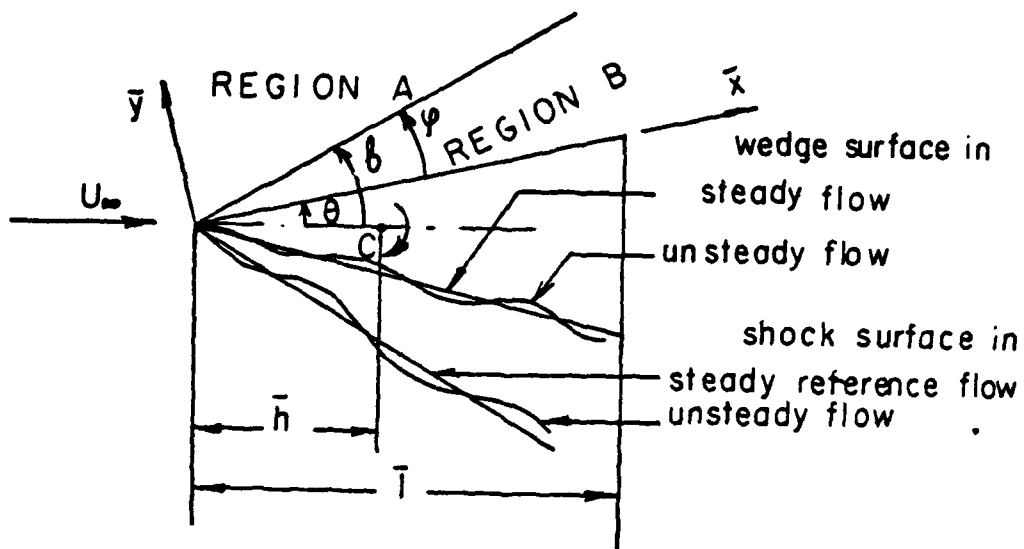 REGION A
REGION B
ȳ
x̄
φ
β
θ
U∞
C
wedge surface in
steady flow
unsteady flow
shock surface in
steady reference flow
unsteady flow
h̄
l̄